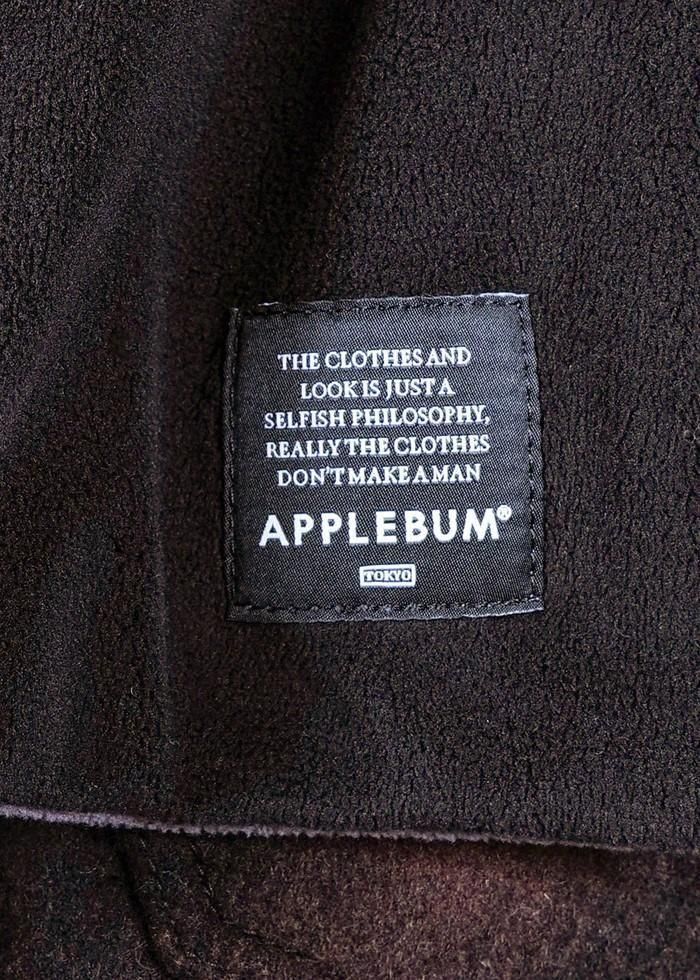 THE CLOTHES AND
LOOK IS JUST A
SELFISH PHILOSOPHY,
REALLY THE CLOTHES
DON'T MAKE A MAN
APPLEBUM®
TOKYO